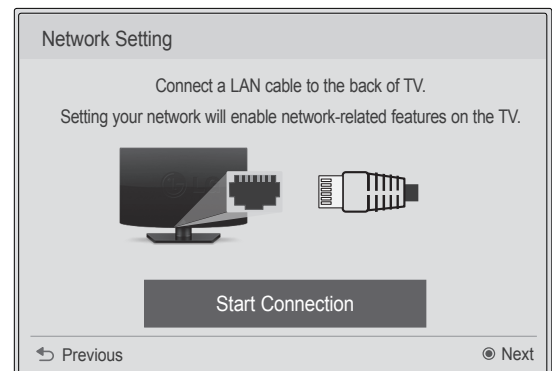 Network Setting
Connect a LAN cable to the back of TV.
Setting your network will enable network-related features on the TV.
Start Connection
Previous
Next